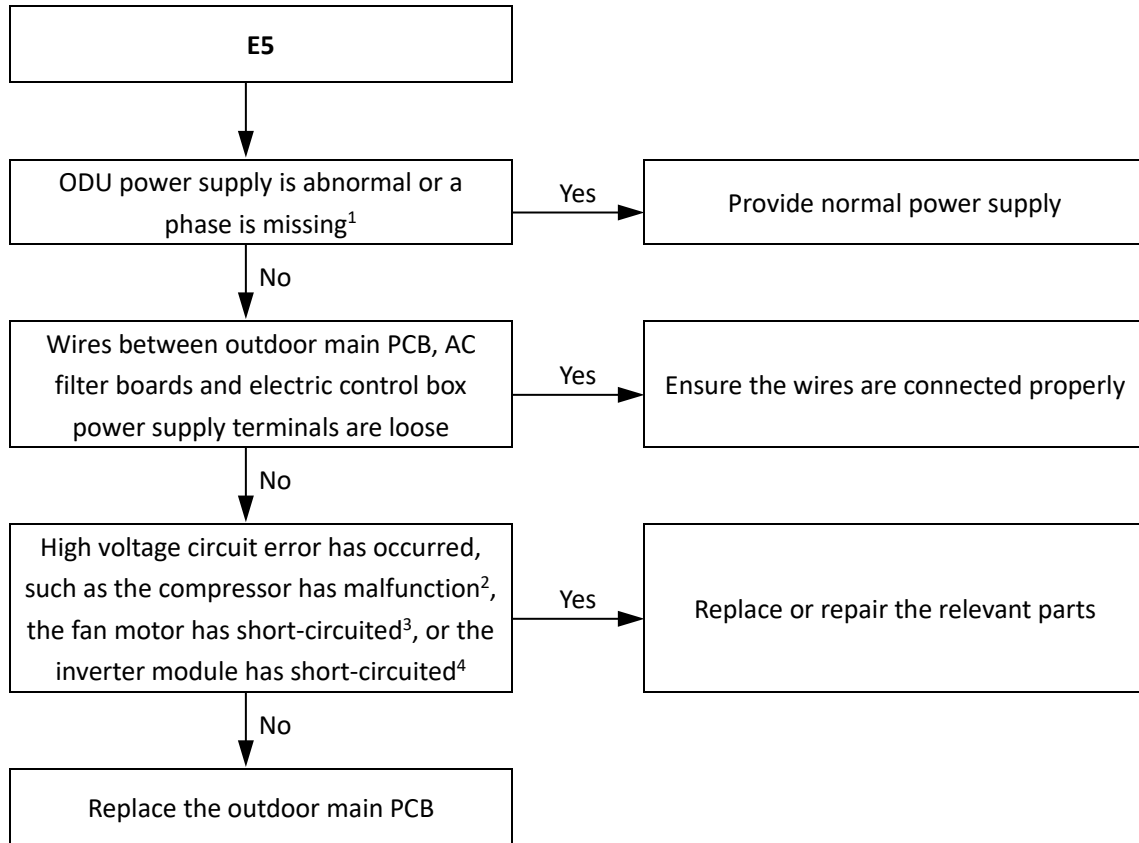 E5
ODU power supply is abnormal or a
phase is missing¹
Yes
Provide normal power supply
No
Wires between outdoor main PCB, AC
filter boards and electric control box
power supply terminals are loose
Yes
Ensure the wires are connected properly
No
High voltage circuit error has occurred,
such as the compressor has malfunction²,
the fan motor has short-circuited³, or the
inverter module has short-circuited⁴
Yes
Replace or repair the relevant parts
No
Replace the outdoor main PCB